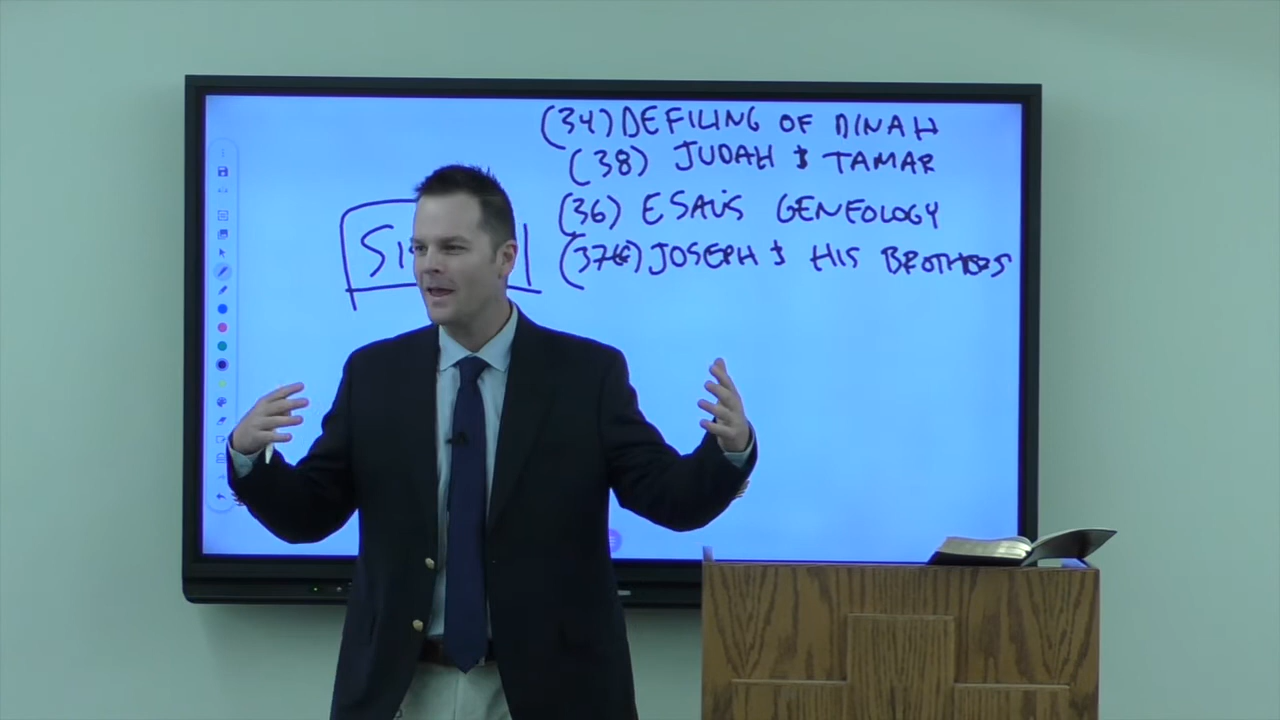 (34) DEFILING OF DINAH
(38) JUDAH & TAMAR
(36) ESAU'S GENEOLOGY
JOSEPH & HIS BROTHERS